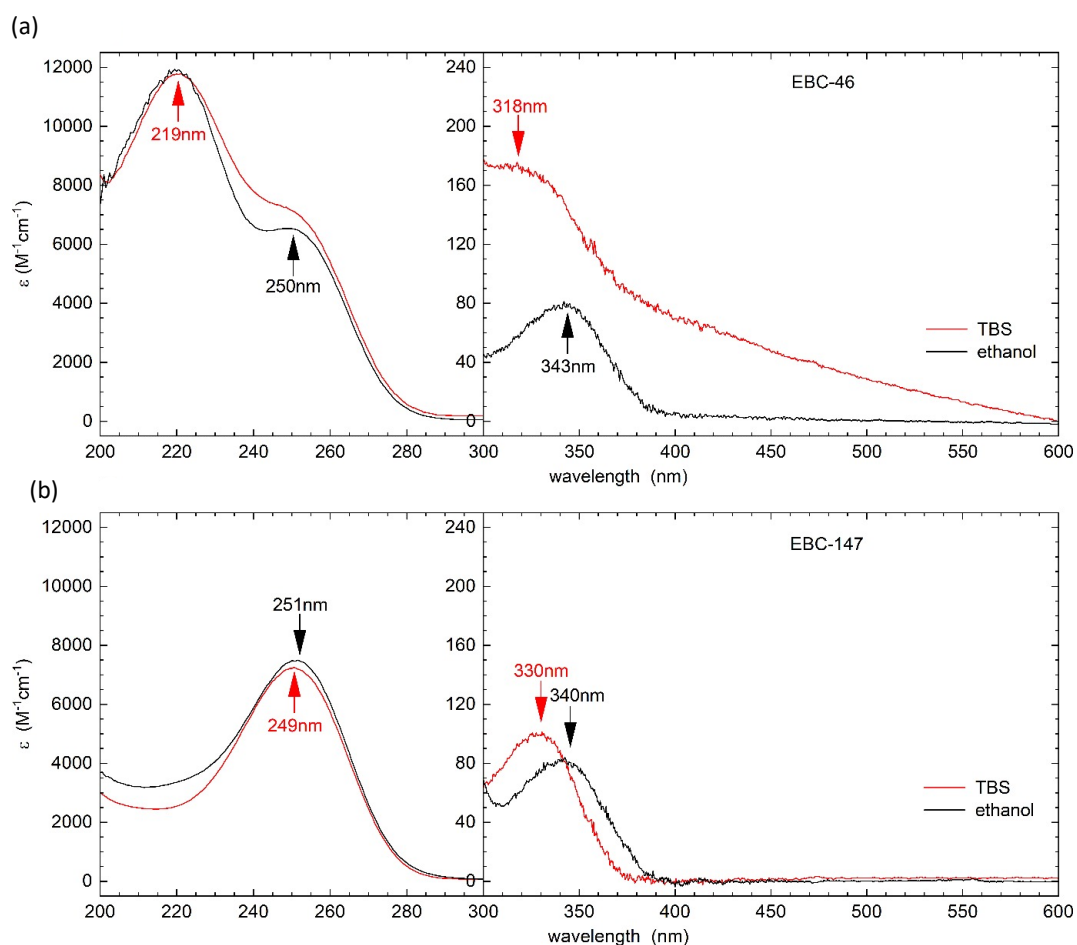 (a)
12000
10000
8000
6000
4000
2000
0
ε (M⁻¹cm⁻¹)
219nm
250nm
200 220 240 260 280
240
200
160
120
80
40
0
EBC-46
318nm
343nm
TBS
ethanol
300 350 400 450 500 550 600
wavelength (nm)
(b)
12000
10000
8000
6000
4000
2000
0
ε (M⁻¹cm⁻¹)
251nm
249nm
200 220 240 260 280
240
200
160
120
80
40
0
EBC-147
330nm
340nm
TBS
ethanol
300 350 400 450 500 550 600
wavelength (nm)